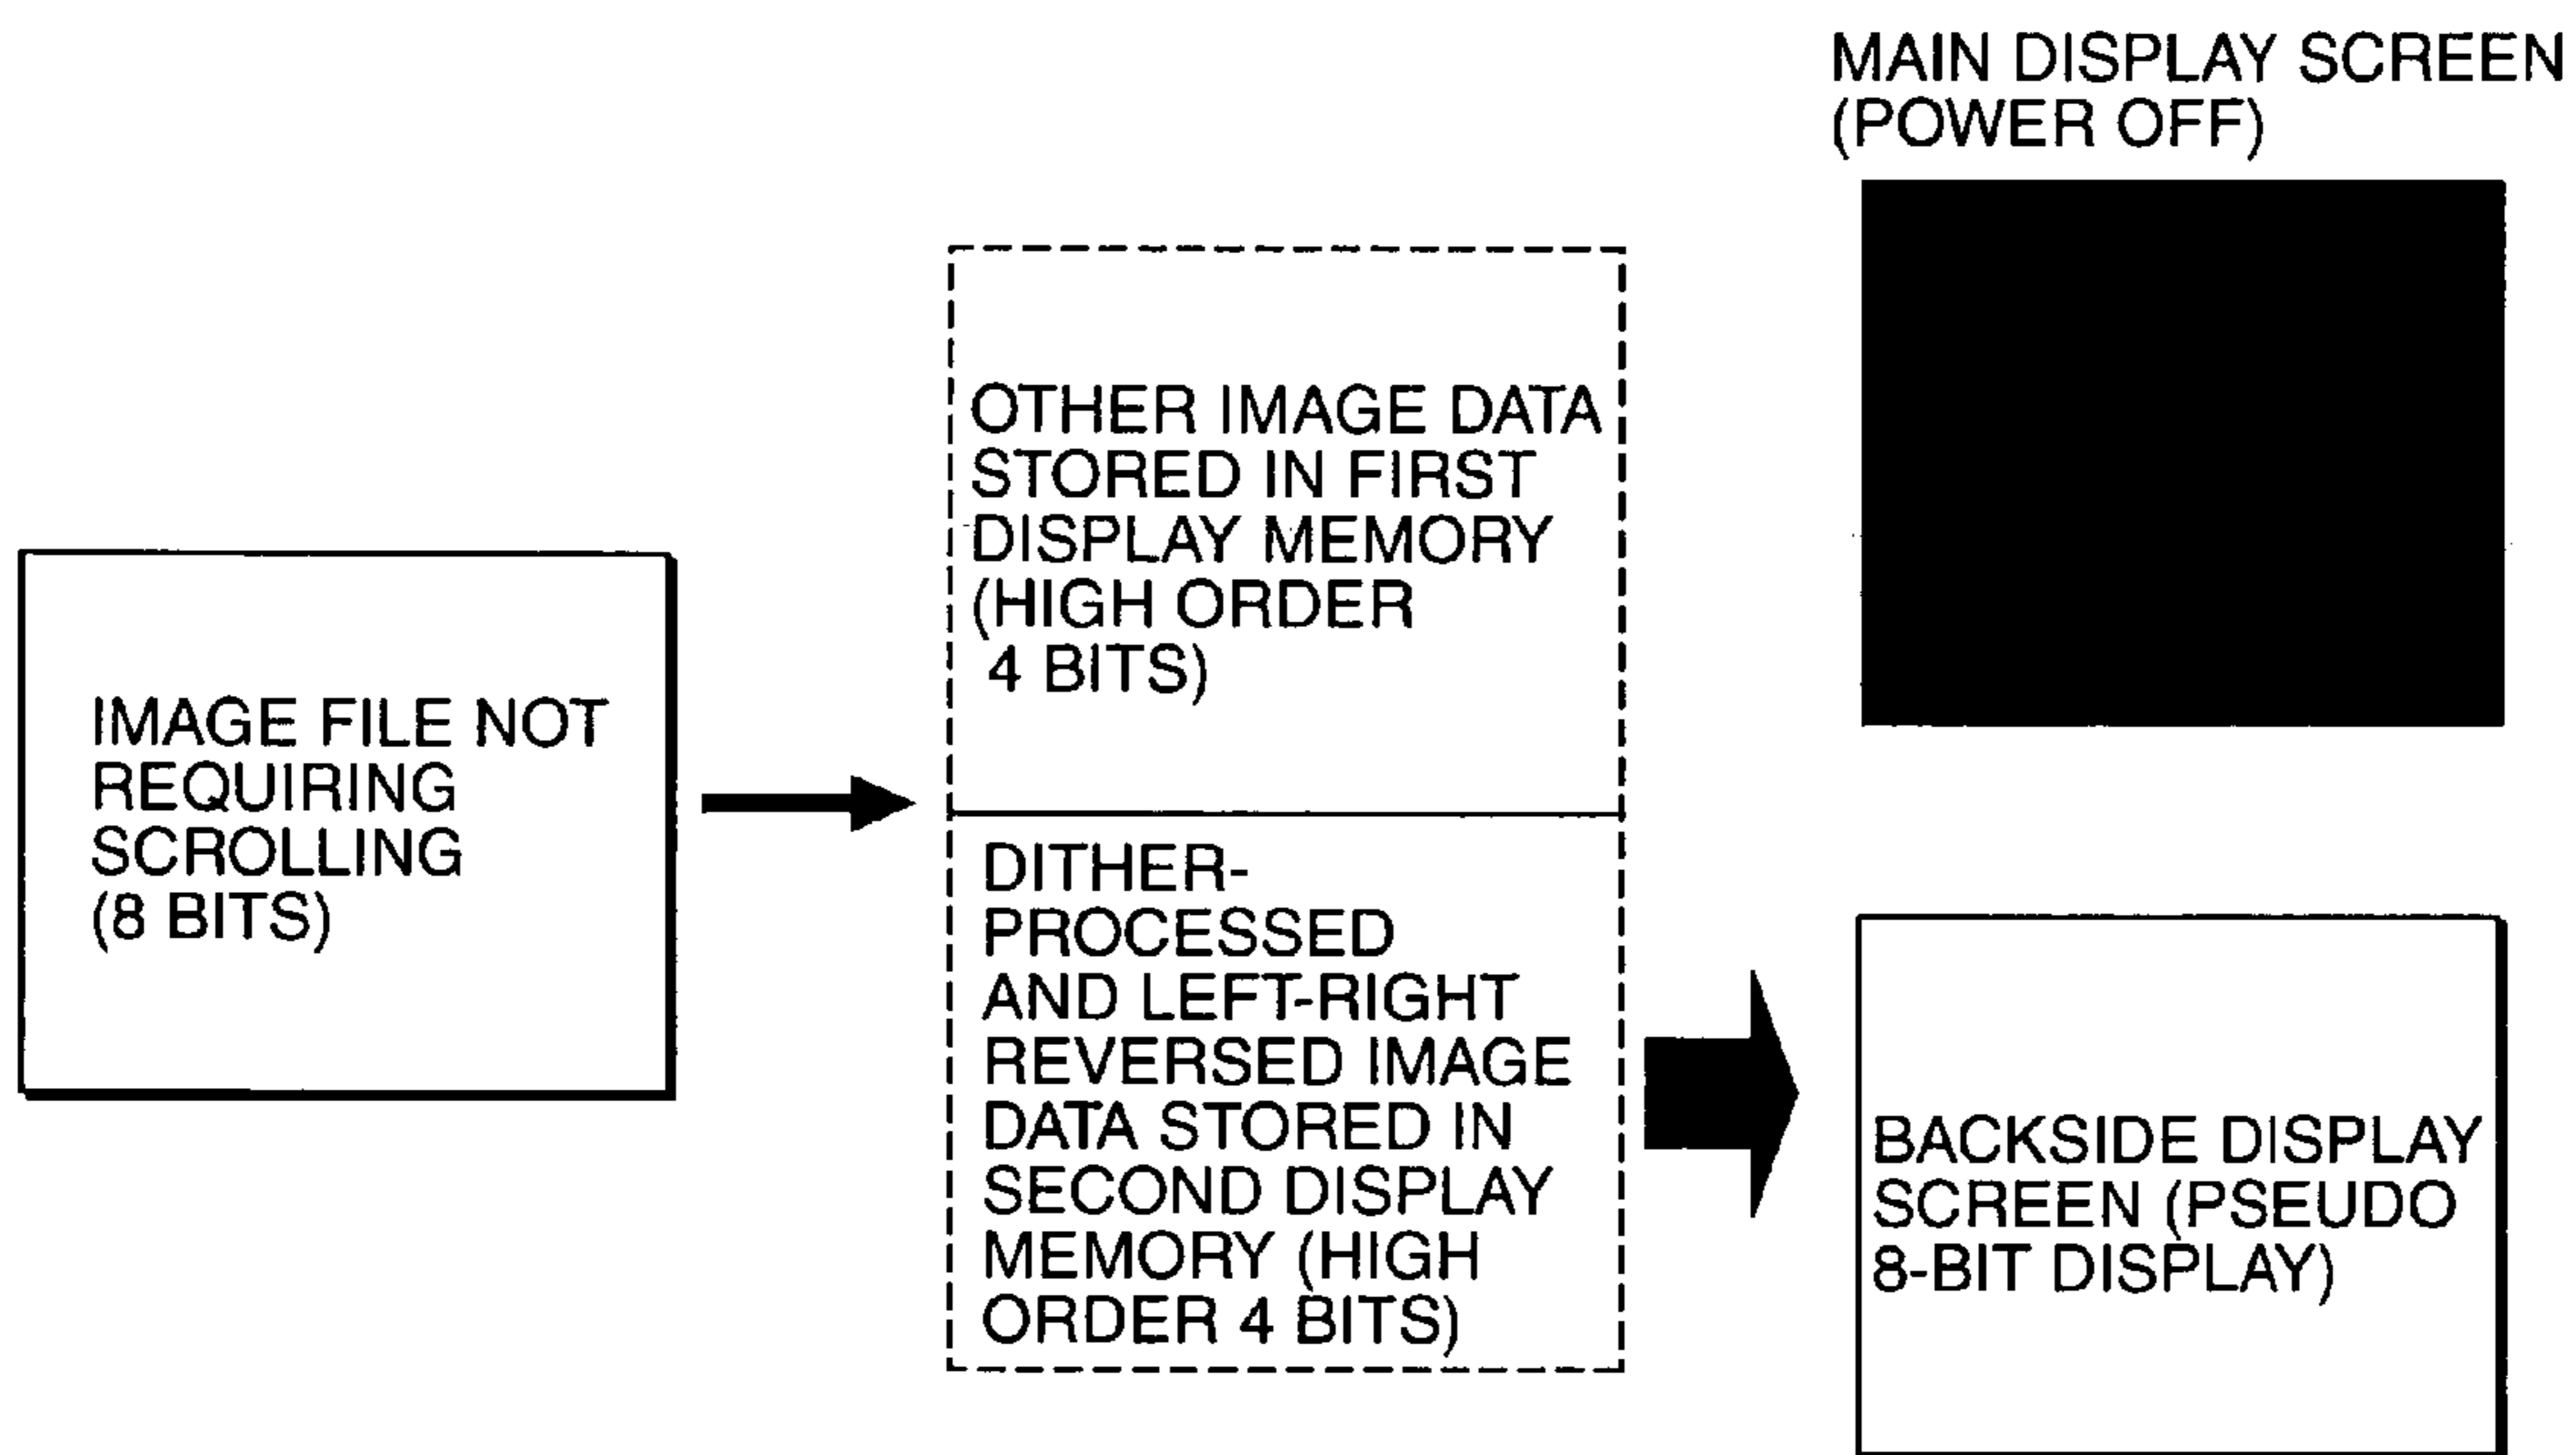 MAIN DISPLAY SCREEN
(POWER OFF)
OTHER IMAGE DATA
STORED IN FIRST
DISPLAY MEMORY
(HIGH ORDER
4 BITS)
IMAGE FILE NOT
REQUIRING
SCROLLING
(8 BITS)
DITHER-
PROCESSED
AND LEFT-RIGHT
REVERSED IMAGE
DATA STORED IN
SECOND DISPLAY
MEMORY (HIGH
ORDER 4 BITS)
BACKSIDE DISPLAY
SCREEN (PSEUDO
8-BIT DISPLAY)